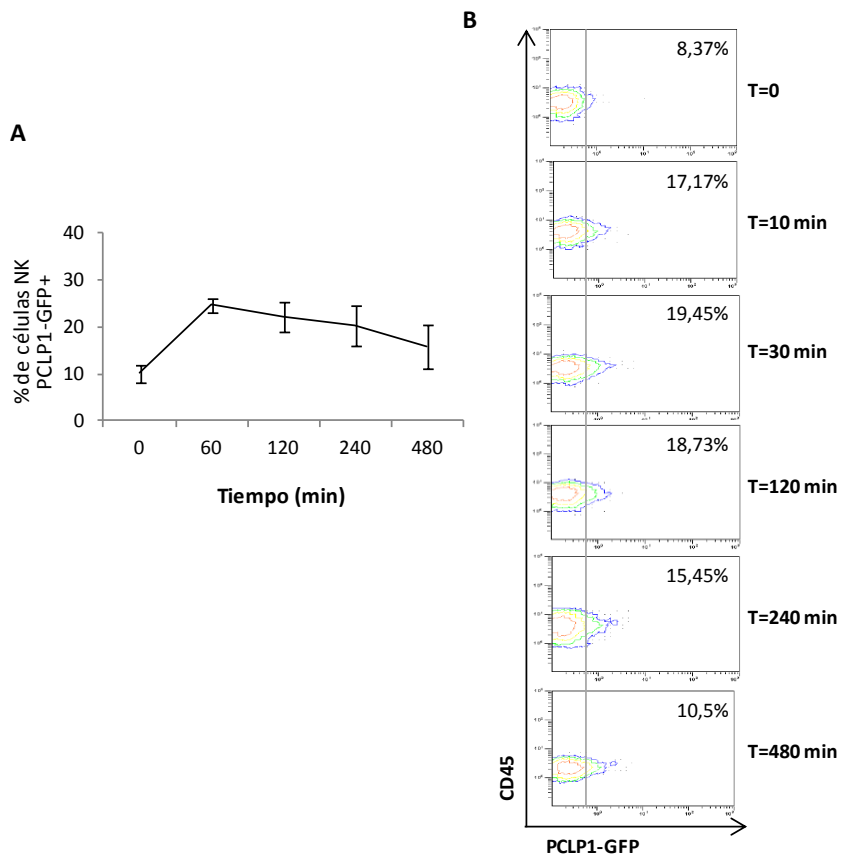 A
% de células NK
PCLP1-GFP+
40
30
20
10
0
0 60 120 240 480
Tiempo (min)
B
8,37%
T=0
17,17%
T=10 min
19,45%
T=30 min
18,73%
T=120 min
15,45%
T=240 min
10,5%
T=480 min
CD45
PCLP1-GFP